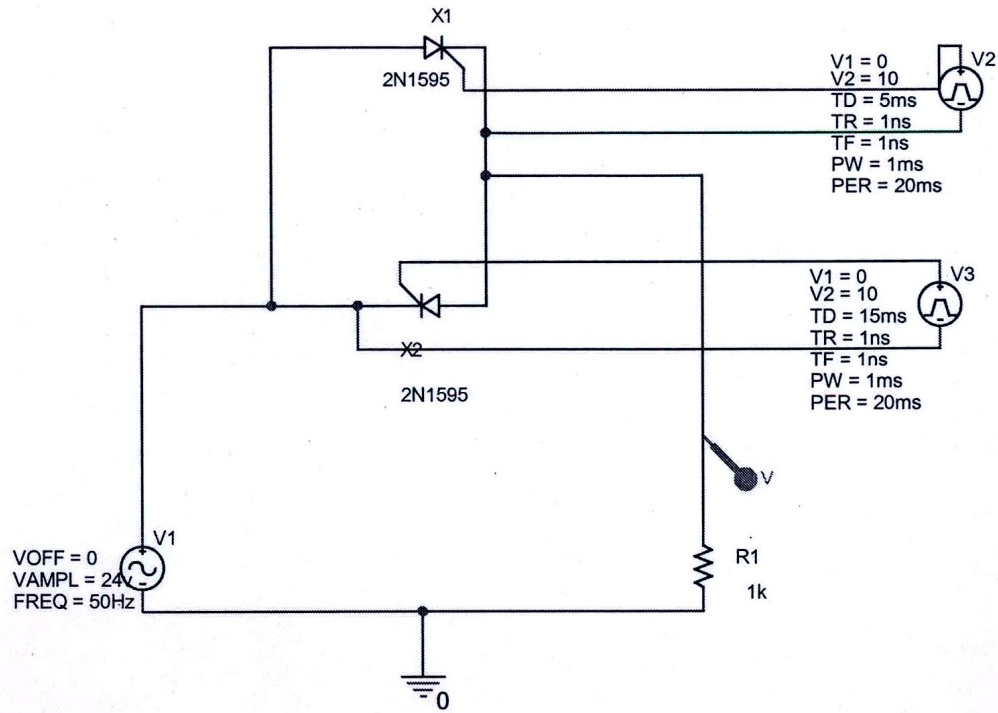 X1
2N1595
V1 = 0
V2 = 10
TD = 5ms
TR = 1ns
TF = 1ns
PW = 1ms
PER = 20ms
V2
X2
2N1595
V1 = 0
V2 = 10
TD = 15ms
TR = 1ns
TF = 1ns
PW = 1ms
PER = 20ms
V3
V
V1
VOFF = 0
VAMPL = 24v
FREQ = 50Hz
R1
1k
0